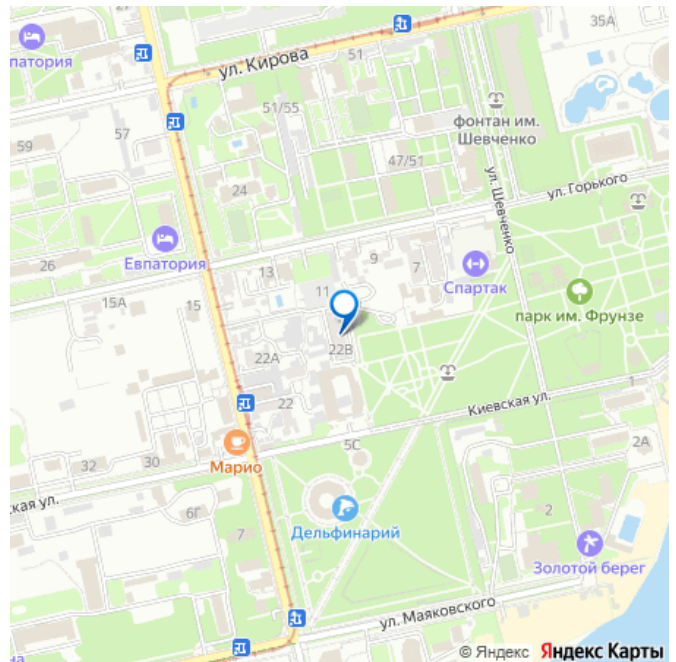 35А
впатория
ул. Кирова
51
51/55
57
фонтан им.
Шевченко
59
47/51
24
ул. Горького
ул. Шевченко
Евпатория
9
7
26
13
Спартак
11
15А
15
парк им. Фрунзе
22В
22А
22
Киевская ул.
1
Марио
5С
2А
32
30
ская ул.
6Г
7
2
Дельфинарий
Золотой берег
ул. Маяковского
на
© Яндекс Яндекс Карты